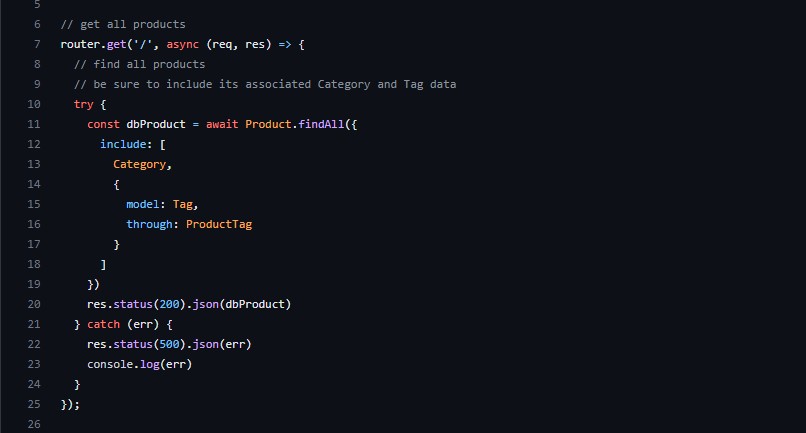 5
6 // get all products
7 router.get('/', async (req, res) => {
8   // find all products
9   // be sure to include its associated Category and Tag data
10   try {
11     const dbProduct = await Product.findAll({
12       include: [
13         Category,
14         {
15           model: Tag,
16           through: ProductTag
17         }
18       ]
19     })
20     res.status(200).json(dbProduct)
21   } catch (err) {
22     res.status(500).json(err)
23     console.log(err)
24   }
25 });
26